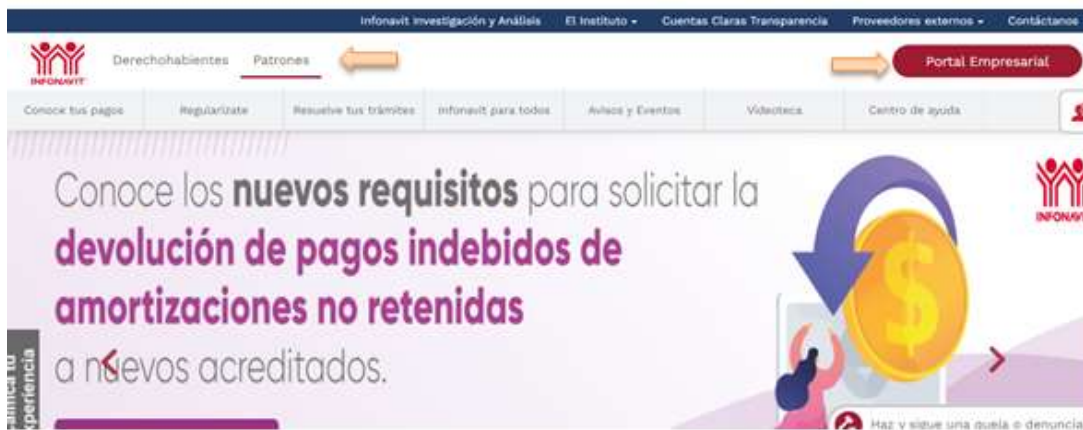 Infonavit Investigación y Análisis El Instituto Cuentas Claras Transparencia Proveedores externos Contáctanos
INFONAVIT
Derechohabientes Patrones
Portal Empresarial
Conoce tus pagos Regularízate Resuelve tus trámites Infonavit para todos Avisos y Eventos Videoteca Centro de ayuda
Conoce los nuevos requisitos para solicitar la
devolución de pagos indebidos de
amortizaciones no retenidas
a nuevos acreditados.
INFONAVIT
Haz y sigue una queja o denuncia